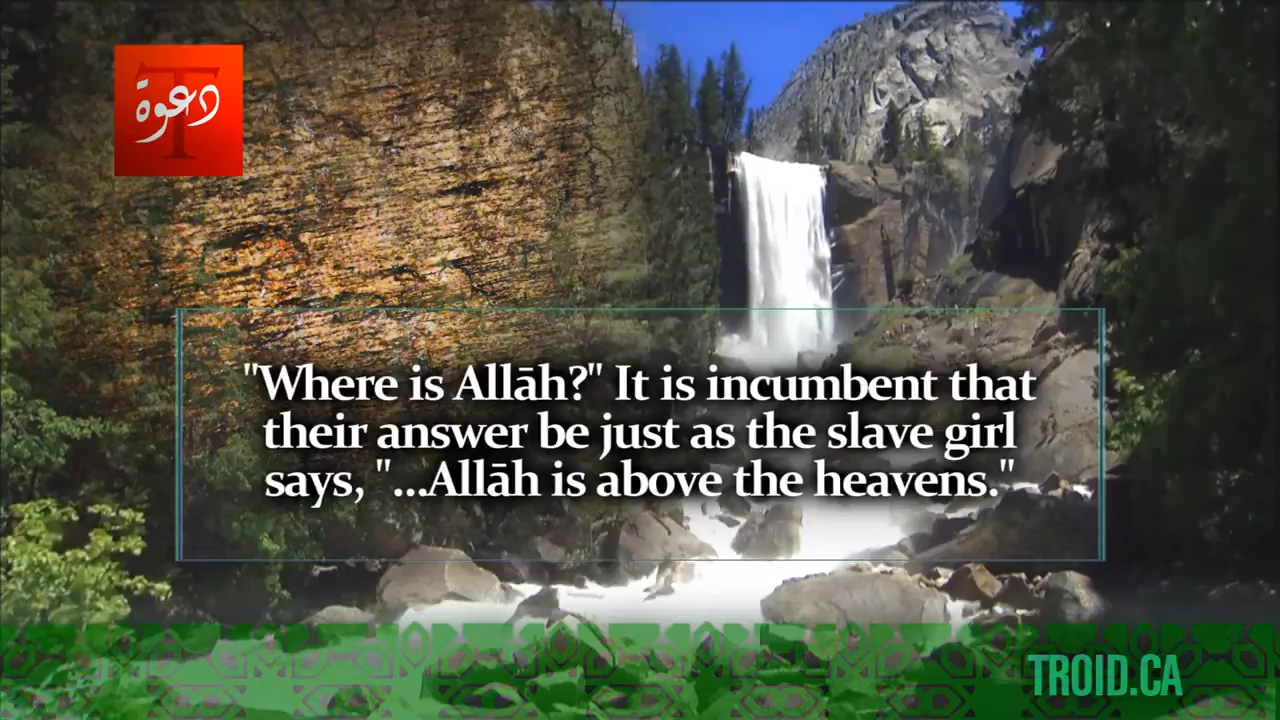 دعوة
T
"Where is Allāh?" It is incumbent that
their answer be just as the slave girl
says, "...Allāh is above the heavens."
TROID.CA